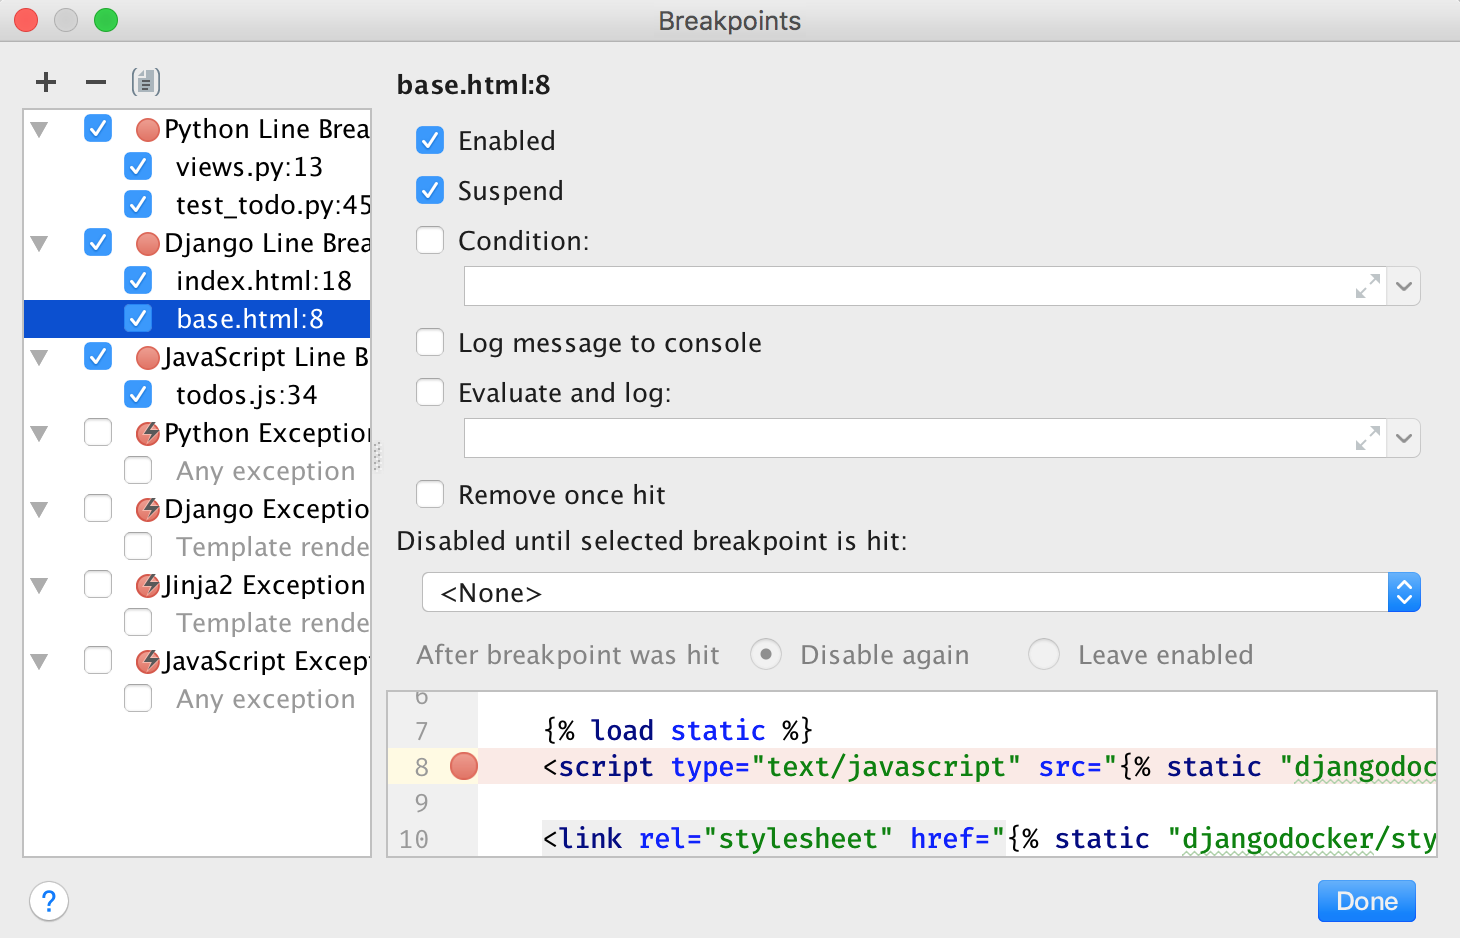 Breakpoints
base.html:8
Python Line Brea
views.py:13
test_todo.py:45
Django Line Brea
index.html:18
base.html:8
JavaScript Line B
todos.js:34
Python Exception
Any exception
Django Exceptio
Template rende
Jinja2 Exception
Template rende
JavaScript Except
Any exception
Enabled
Suspend
Condition:
Log message to console
Evaluate and log:
Remove once hit
Disabled until selected breakpoint is hit:
<None>
After breakpoint was hit Disable again Leave enabled
6
7 {% load static %}
8 <script type="text/javascript" src="{% static "djangodoc
9
10 <link rel="stylesheet" href="{% static "djangodocker/sty
?
Done